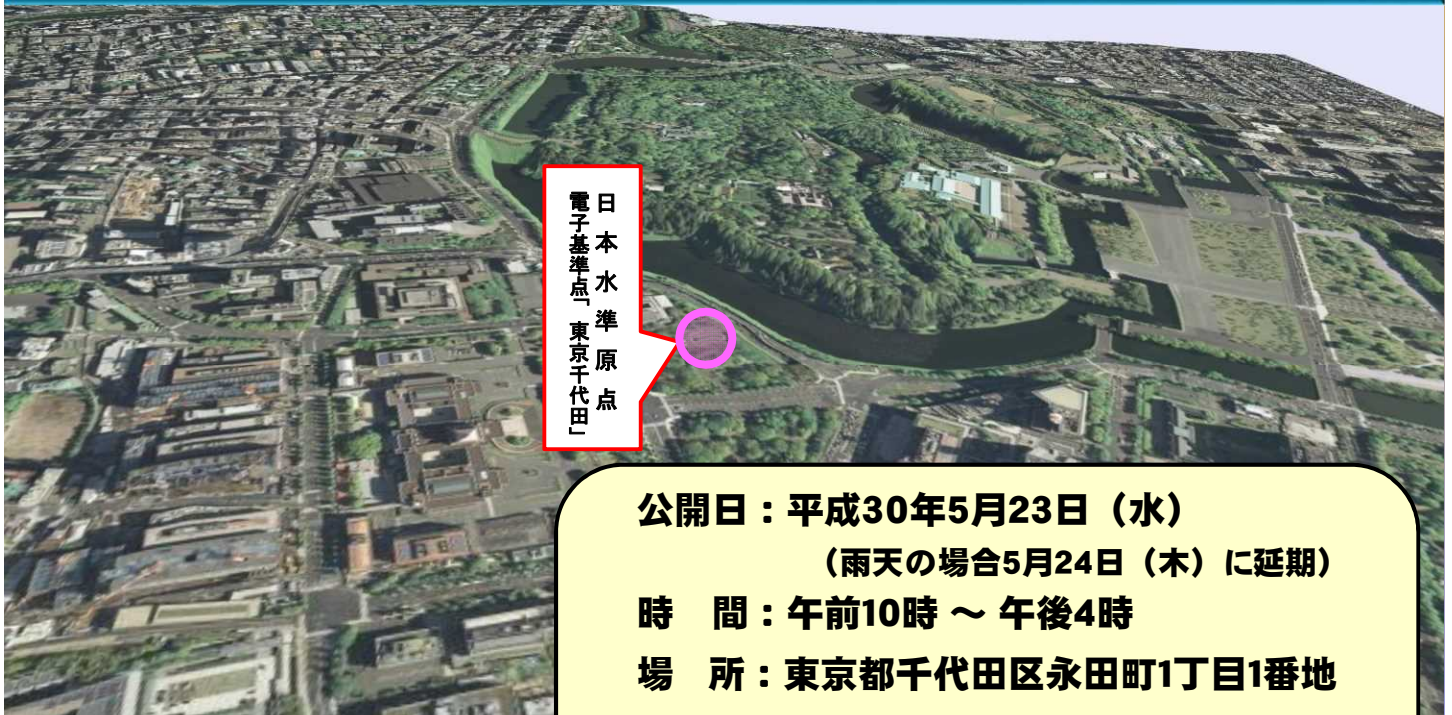 日本水準原点
電子基準点「東京千代田」
公開日：平成30年5月23日（水）
（雨天の場合5月24日（木）に延期）
時　間：午前10時 ～ 午後4時
場　所：東京都千代田区永田町1丁目1番地